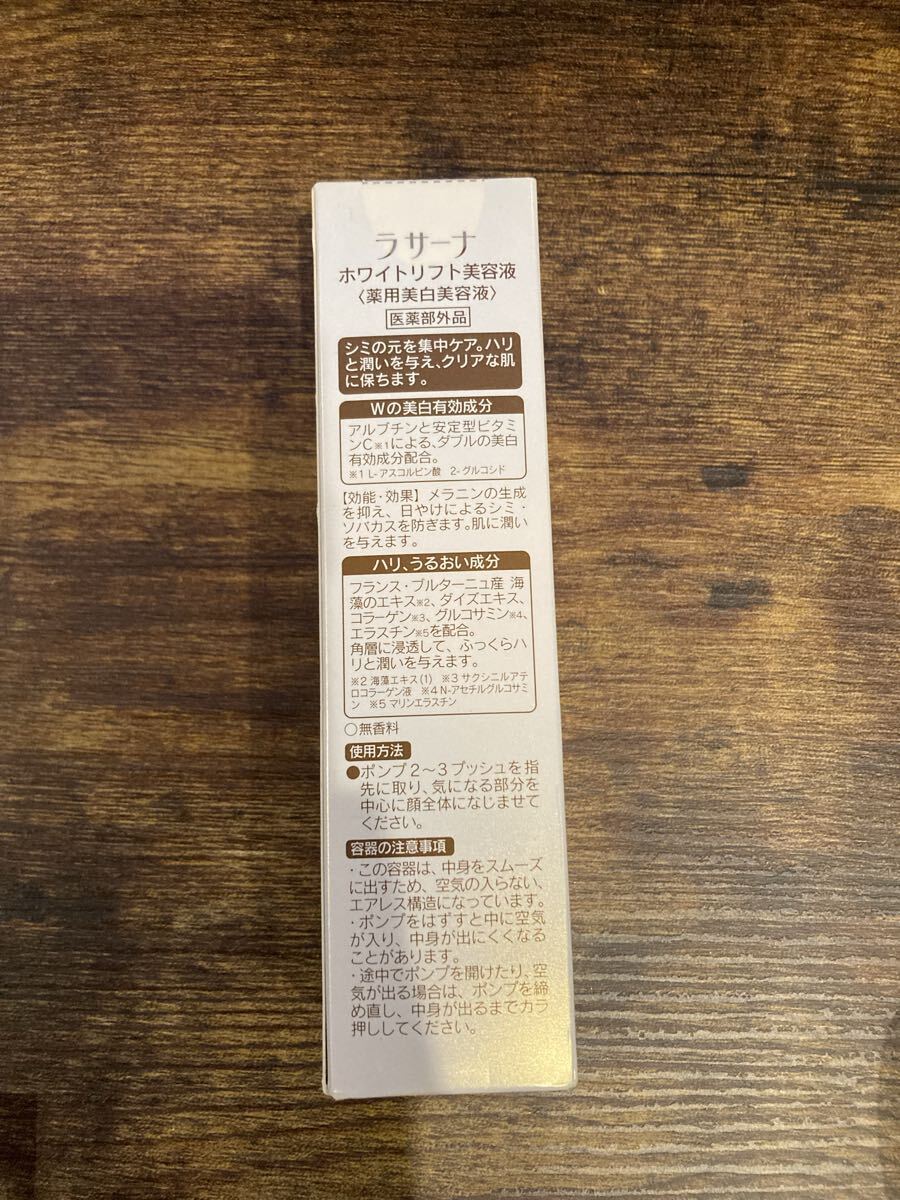 ラサーナ
ホワイトリフト美容液
〈薬用美白美容液〉
医薬部外品
シミの元を集中ケア。ハリ
と潤いを与え、クリアな肌
に保ちます。
Wの美白有効成分
アルブチンと安定型ビタミ
ンC※1による、ダブルの美白
有効成分配合。
※1 L-アスコルビン酸 2-グルコシド
【効能・効果】メラニンの生成
を抑え、日やけによるシミ・
ソバカスを防ぎます。肌に潤い
を与えます。
ハリ、うるおい成分
フランス・ブルターニュ産 海
藻のエキス※2、ダイズエキス、
コラーゲン※3、グルコサミン※4、
エラスチン※5を配合。
角層に浸透して、ふっくらハ
リと潤いを与えます。
※2 海藻エキス(1) ※3 サクシニルアテ
ロコラーゲン液 ※4 N-アセチルグルコサミ
ン ※5 マリンエラスチン
○無香料
使用方法
●ポンプ2〜3プッシュを指
先に取り、気になる部分を
中心に顔全体になじませて
ください。
容器の注意事項
・この容器は、中身をスムーズ
に出すため、空気の入らない、
エアレス構造になっています。
・ポンプをはずすと中に空気
が入り、中身が出にくくなる
ことがあります。
・途中でポンプを開けたり、空
気が出る場合は、ポンプを締
め直し、中身が出るまでカラ
押ししてください。